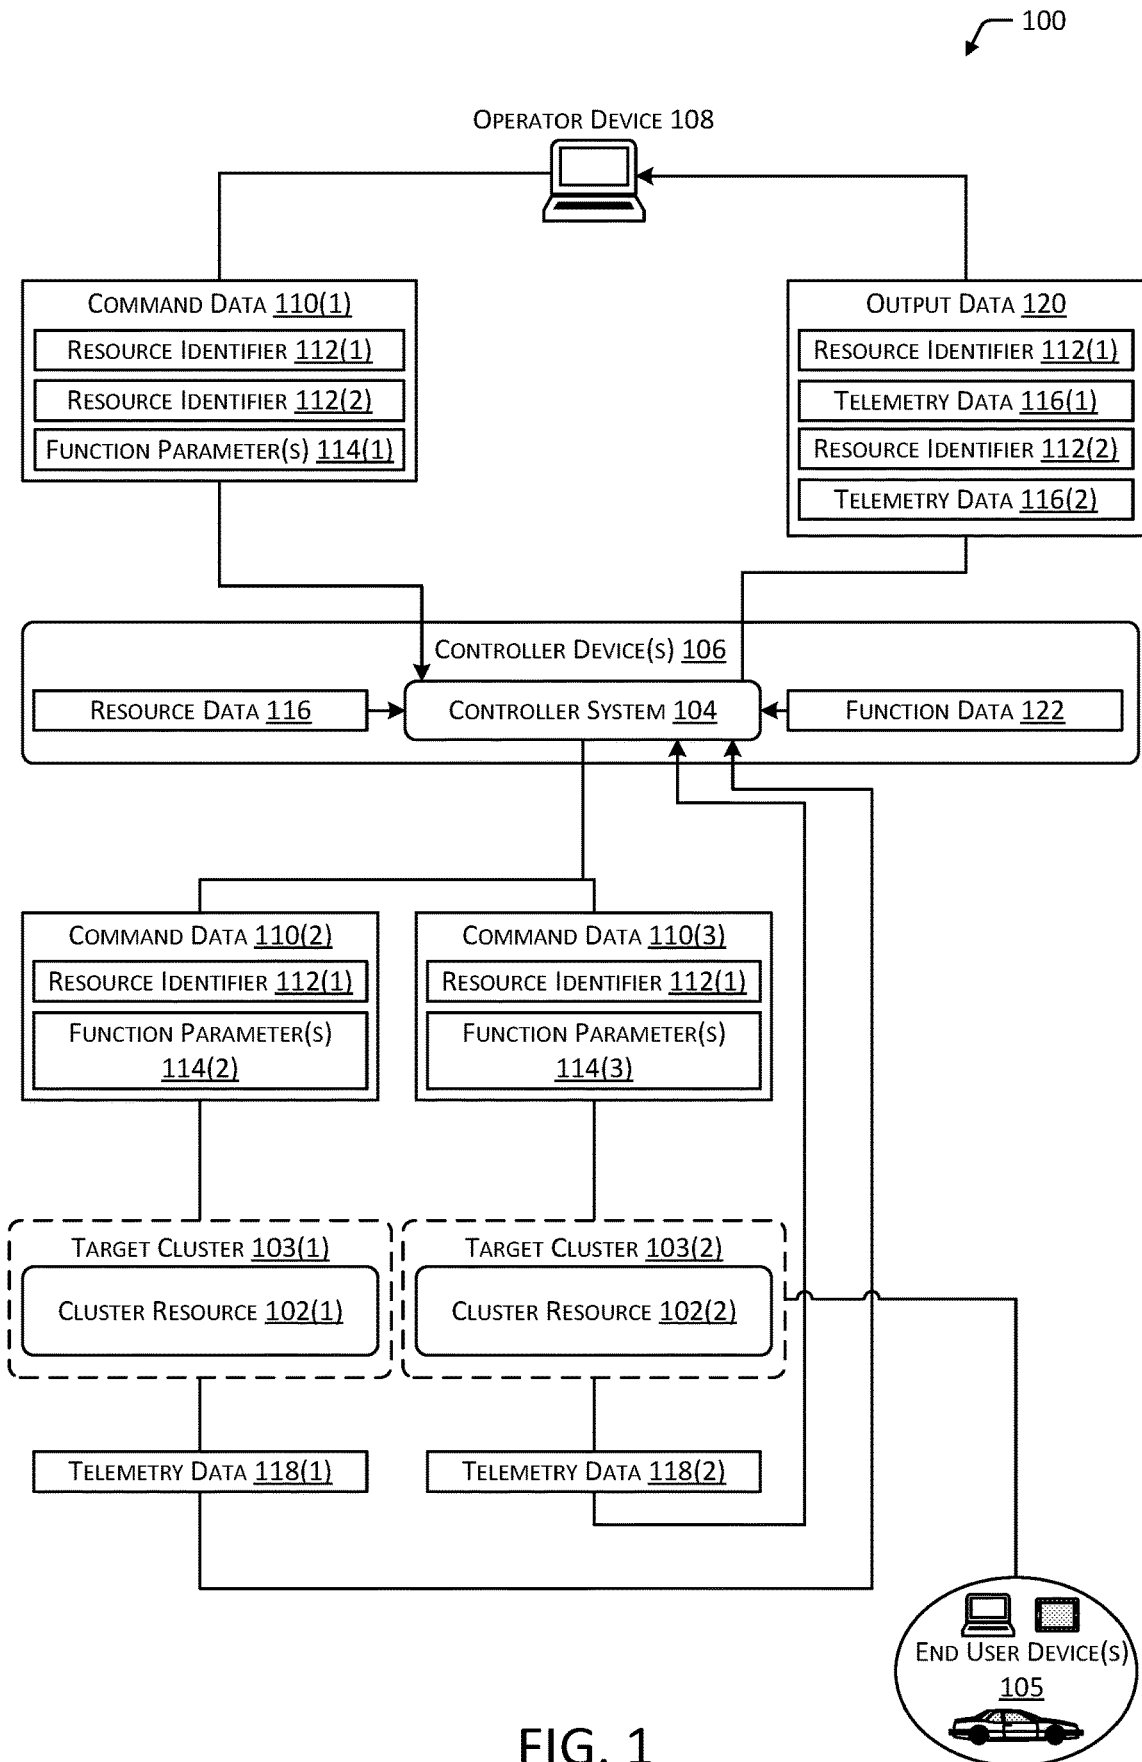 100
OPERATOR DEVICE 108
COMMAND DATA 110(1)
RESOURCE IDENTIFIER 112(1)
RESOURCE IDENTIFIER 112(2)
FUNCTION PARAMETER(S) 114(1)
OUTPUT DATA 120
RESOURCE IDENTIFIER 112(1)
TELEMETRY DATA 116(1)
RESOURCE IDENTIFIER 112(2)
TELEMETRY DATA 116(2)
CONTROLLER DEVICE(S) 106
RESOURCE DATA 116
CONTROLLER SYSTEM 104
FUNCTION DATA 122
COMMAND DATA 110(2)
RESOURCE IDENTIFIER 112(1)
FUNCTION PARAMETER(S)
114(2)
COMMAND DATA 110(3)
RESOURCE IDENTIFIER 112(1)
FUNCTION PARAMETER(S)
114(3)
TARGET CLUSTER 103(1)
CLUSTER RESOURCE 102(1)
TARGET CLUSTER 103(2)
CLUSTER RESOURCE 102(2)
TELEMETRY DATA 118(1)
TELEMETRY DATA 118(2)
END USER DEVICE(S)
105
FIG. 1